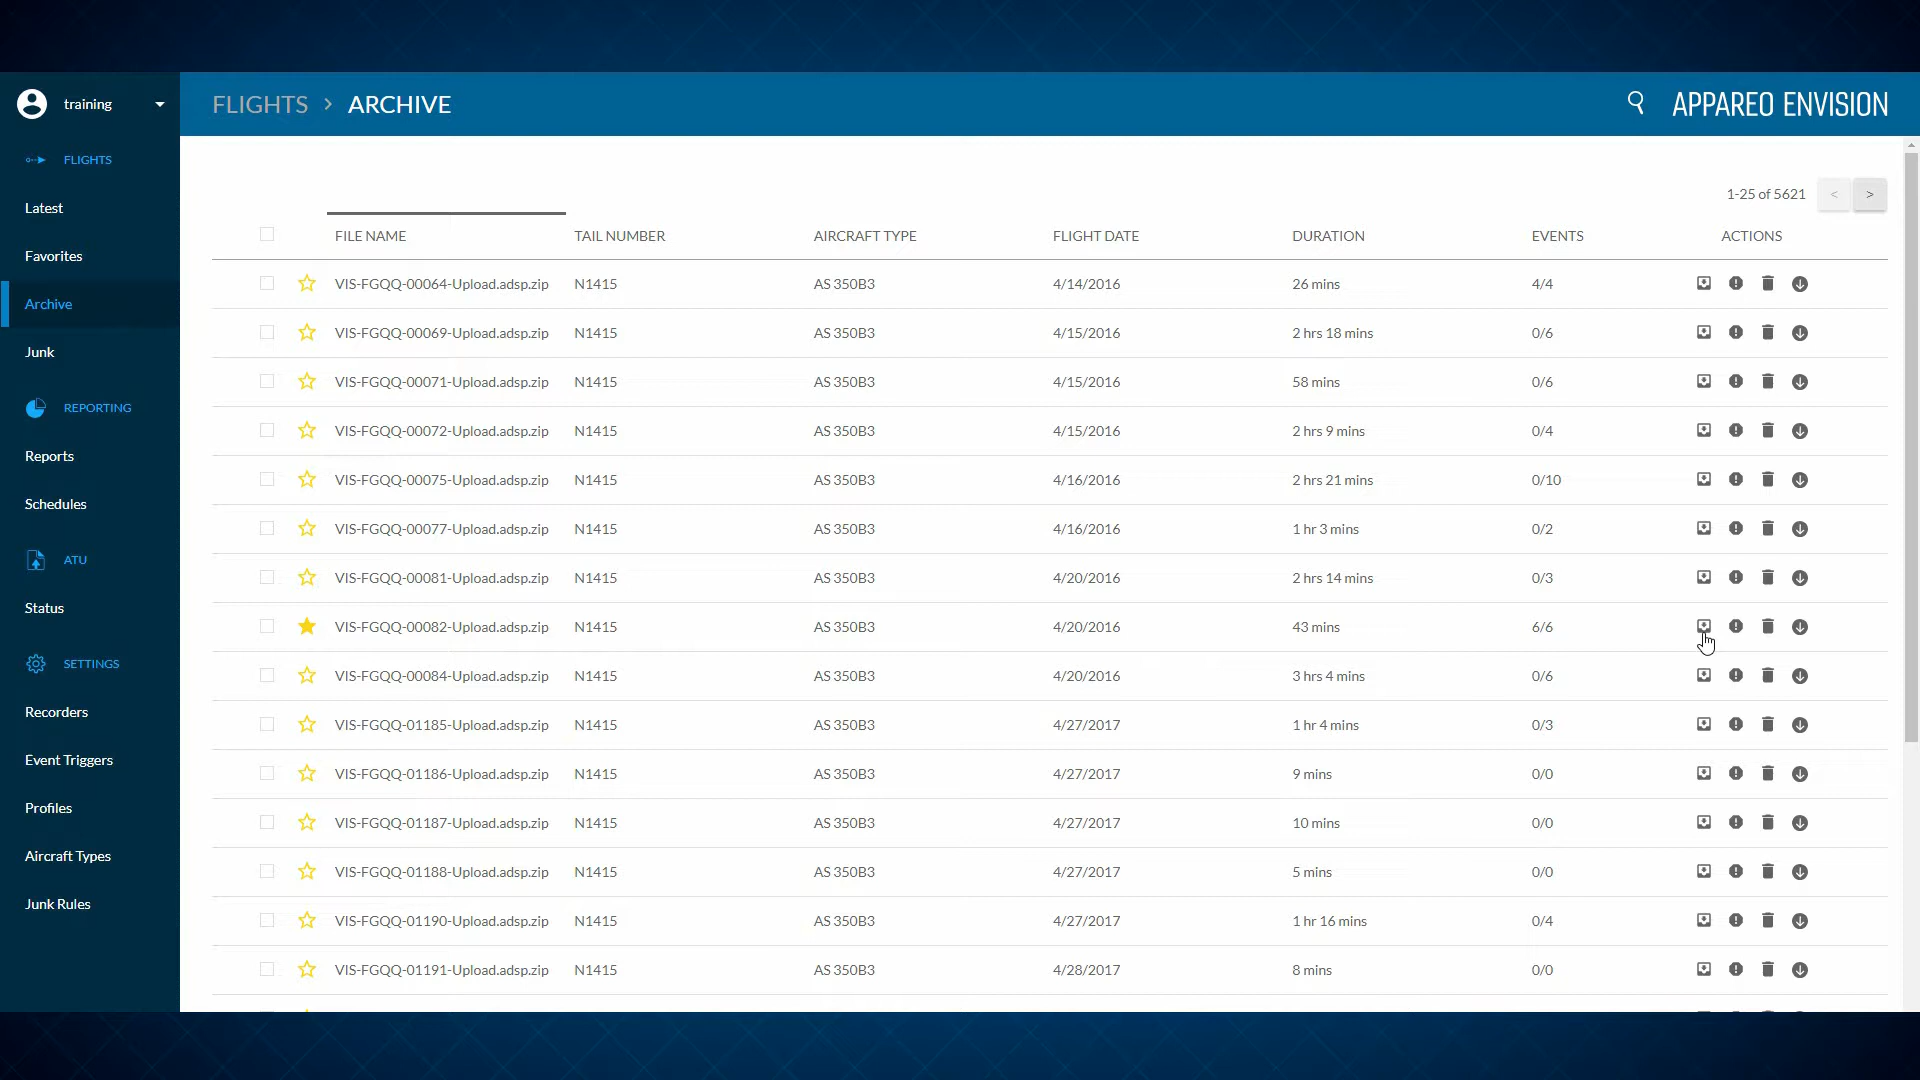 training
FLIGHTS
Latest
Favorites
Archive
Junk
REPORTING
Reports
Schedules
ATU
Status
SETTINGS
Recorders
Event Triggers
Profiles
Aircraft Types
Junk Rules
FLIGHTS > ARCHIVE
APPAREO ENVISION
1-25 of 5621 < >
FILE NAME TAIL NUMBER AIRCRAFT TYPE FLIGHT DATE DURATION EVENTS ACTIONS
VIS-FGQQ-00064-Upload.adsp.zip N1415 AS 350B3 4/14/2016 26 mins 4/4
VIS-FGQQ-00069-Upload.adsp.zip N1415 AS 350B3 4/15/2016 2 hrs 18 mins 0/6
VIS-FGQQ-00071-Upload.adsp.zip N1415 AS 350B3 4/15/2016 58 mins 0/6
VIS-FGQQ-00072-Upload.adsp.zip N1415 AS 350B3 4/15/2016 2 hrs 9 mins 0/4
VIS-FGQQ-00075-Upload.adsp.zip N1415 AS 350B3 4/16/2016 2 hrs 21 mins 0/10
VIS-FGQQ-00077-Upload.adsp.zip N1415 AS 350B3 4/16/2016 1 hr 3 mins 0/2
VIS-FGQQ-00081-Upload.adsp.zip N1415 AS 350B3 4/20/2016 2 hrs 14 mins 0/3
VIS-FGQQ-00082-Upload.adsp.zip N1415 AS 350B3 4/20/2016 43 mins 6/6
VIS-FGQQ-00084-Upload.adsp.zip N1415 AS 350B3 4/20/2016 3 hrs 4 mins 0/6
VIS-FGQQ-01185-Upload.adsp.zip N1415 AS 350B3 4/27/2017 1 hr 4 mins 0/3
VIS-FGQQ-01186-Upload.adsp.zip N1415 AS 350B3 4/27/2017 9 mins 0/0
VIS-FGQQ-01187-Upload.adsp.zip N1415 AS 350B3 4/27/2017 10 mins 0/0
VIS-FGQQ-01188-Upload.adsp.zip N1415 AS 350B3 4/27/2017 5 mins 0/0
VIS-FGQQ-01190-Upload.adsp.zip N1415 AS 350B3 4/27/2017 1 hr 16 mins 0/4
VIS-FGQQ-01191-Upload.adsp.zip N1415 AS 350B3 4/28/2017 8 mins 0/0